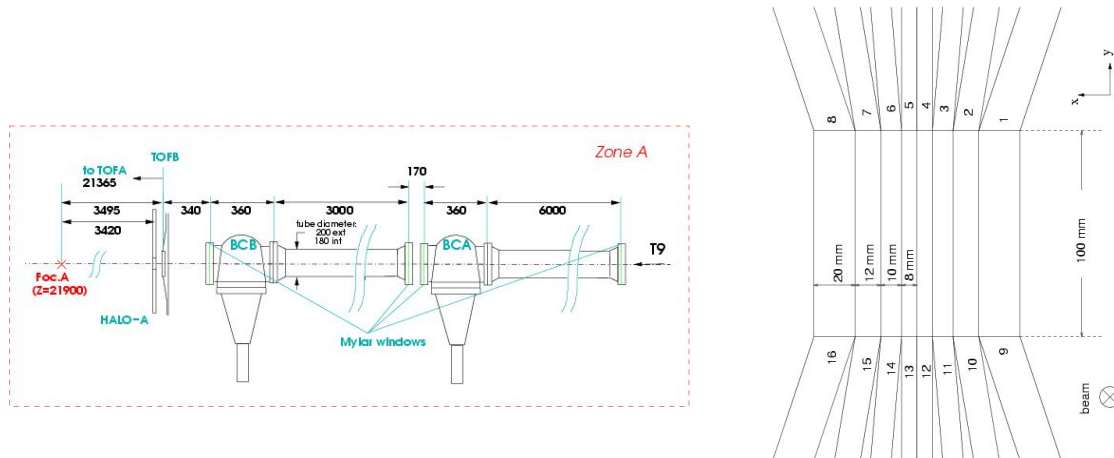 Zone A
TOFB
to TOFA
21365
170
3495
340
360
3000
360
6000
3420
tube diameter:
200 ext
180 int
BCB
BCA
T9
Foc.A
(Z=21900)
HALO-A
Mylar windows
y
x
8
7
6
5
4
3
2
1
20 mm
12 mm
10 mm
8 mm
100 mm
16
15
14
13
12
11
10
9
beam